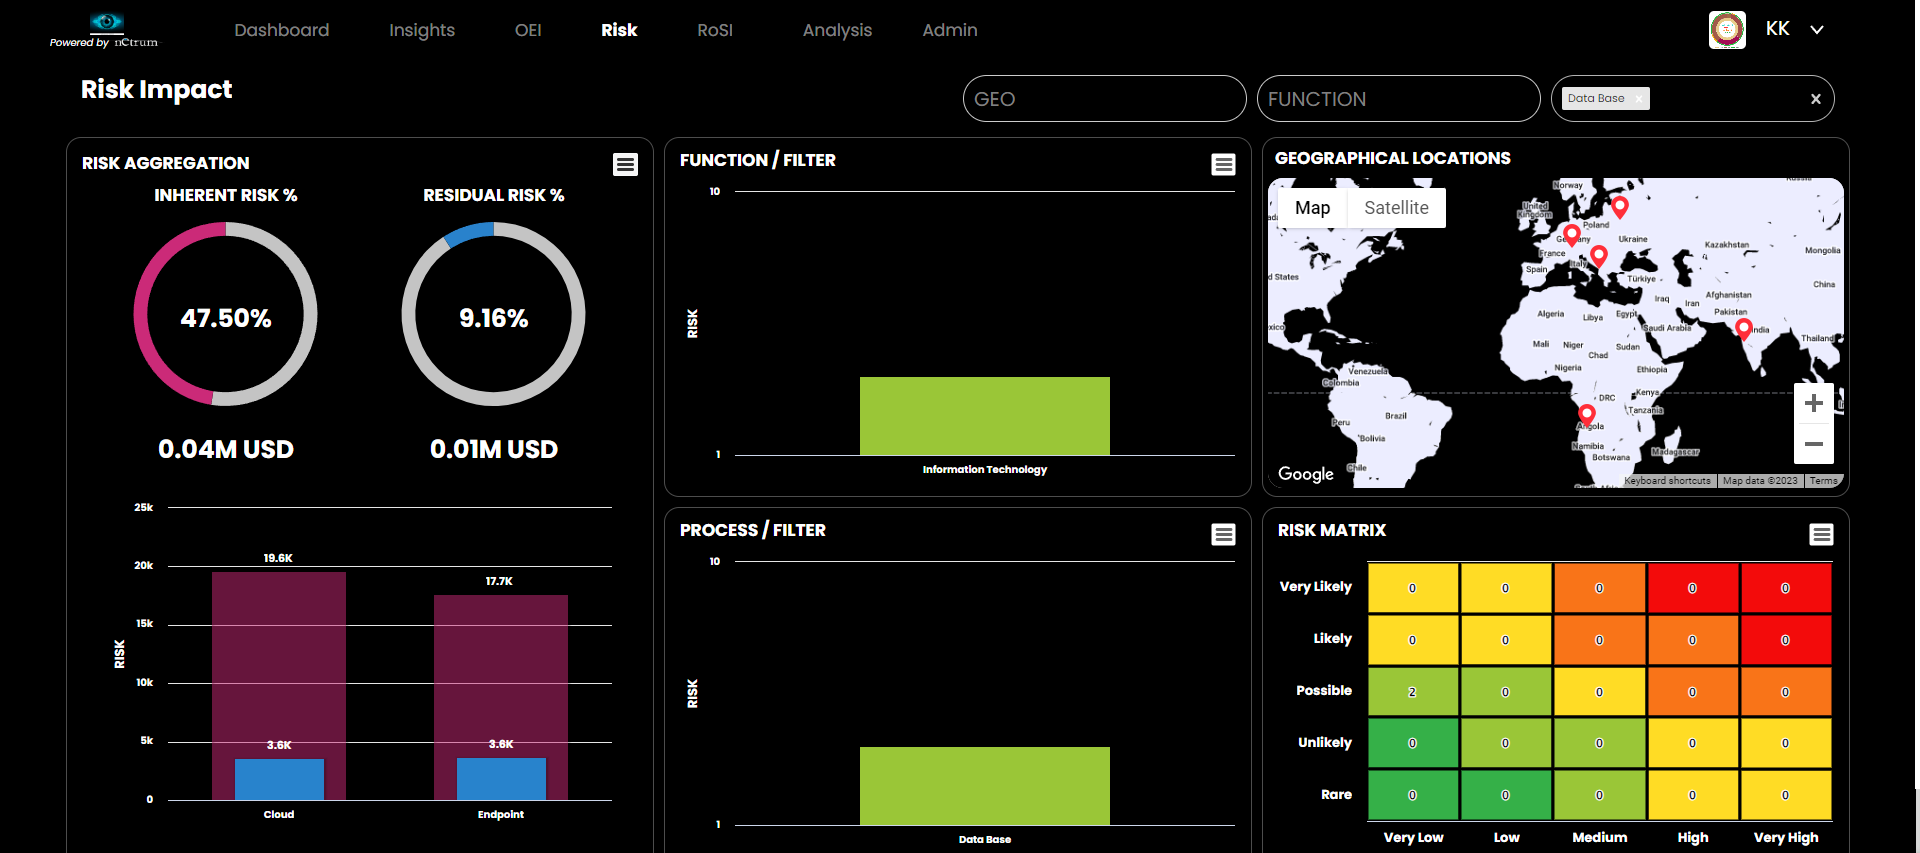 Powered by nCtrum
Dashboard
Insights
OEI
Risk
RoSI
Analysis
Admin
KK
Risk Impact
GEO
FUNCTION
Data Base x
x
RISK AGGREGATION
INHERENT RISK %
RESIDUAL RISK %
47.50%
9.16%
0.04M USD
0.01M USD
25k
20k
15k
10k
5k
0
RISK
19.6K
17.7K
3.6K
3.6K
Cloud
Endpoint
FUNCTION / FILTER
10
RISK
1
Information Technology
PROCESS / FILTER
10
RISK
1
Data Base
GEOGRAPHICAL LOCATIONS
Map
Satellite
Norway
United
Kingdom
Poland
Ukraine
Kazakhstan
Mongolia
France
Italy
Spain
Türkiye
China
d States
Iraq
Iran
Afghanistan
Pakistan
Algeria
Libya
Egypt
Saudi Arabia
ndia
Thailand
xico
Mali
Niger
Chad
Sudan
Nigeria
Ethiopia
Venezuela
Colombia
Kenya
DRC
Tanzania
Brazil
Peru
Angola
Bolivia
Namibia
Botswana
Madagascar
Chile
Google
Keyboard shortcuts
Map data ©2023
Terms
RISK MATRIX
Very Likely 0 0 0 0 0
Likely 0 0 0 0 0
Possible 2 0 0 0 0
Unlikely 0 0 0 0 0
Rare 0 0 0 0 0
Very Low Low Medium High Very High